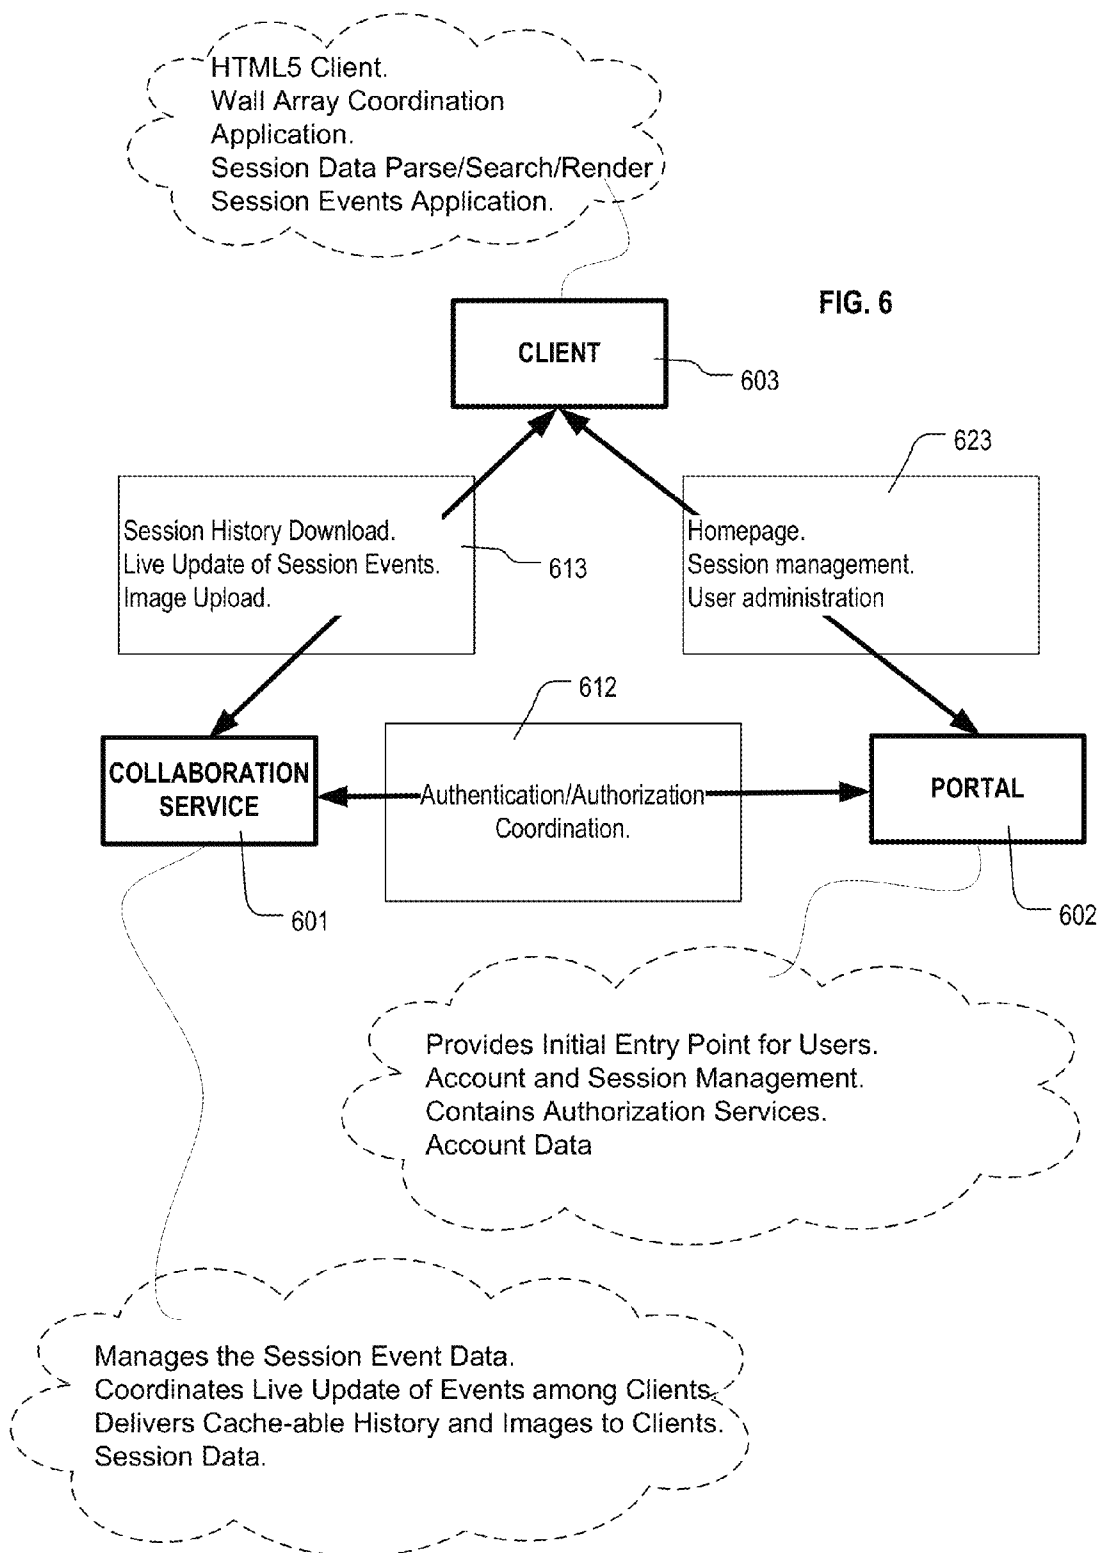 HTML5 Client.
Wall Array Coordination
Application.
Session Data Parse/Search/Render
Session Events Application.
FIG. 6
CLIENT
603
623
Session History Download.
Live Update of Session Events.
Image Upload.
613
Homepage.
Session management.
User administration
612
COLLABORATION
SERVICE
Authentication/Authorization
Coordination.
PORTAL
601
602
Provides Initial Entry Point for Users.
Account and Session Management.
Contains Authorization Services.
Account Data
Manages the Session Event Data.
Coordinates Live Update of Events among Clients.
Delivers Cache-able History and Images to Clients.
Session Data.